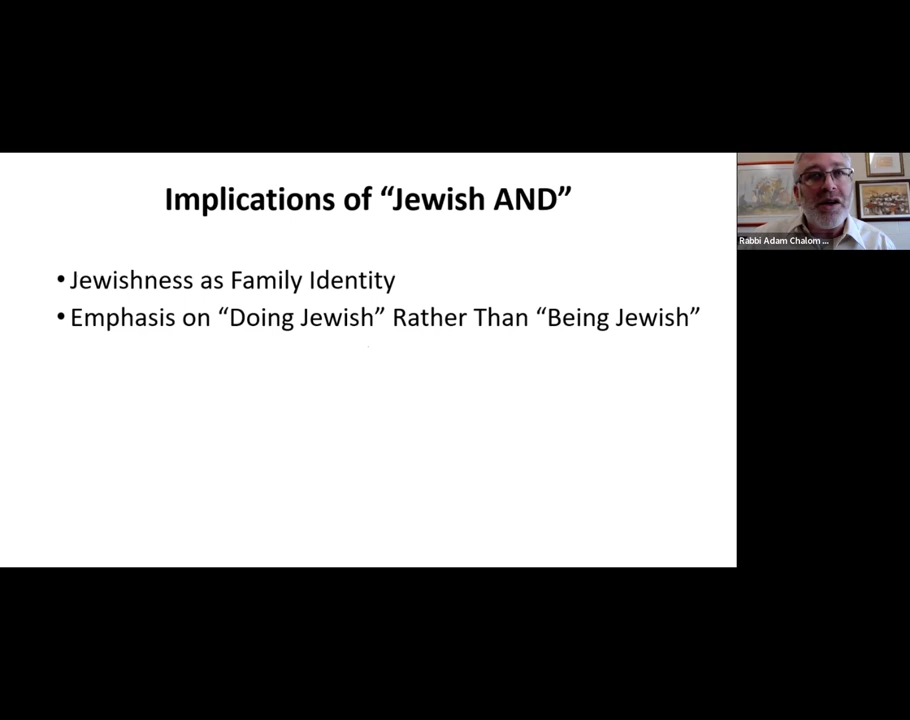 Implications of “Jewish AND”
• Jewishness as Family Identity
• Emphasis on “Doing Jewish” Rather Than “Being Jewish”
Rabbi Adam Chalom ...